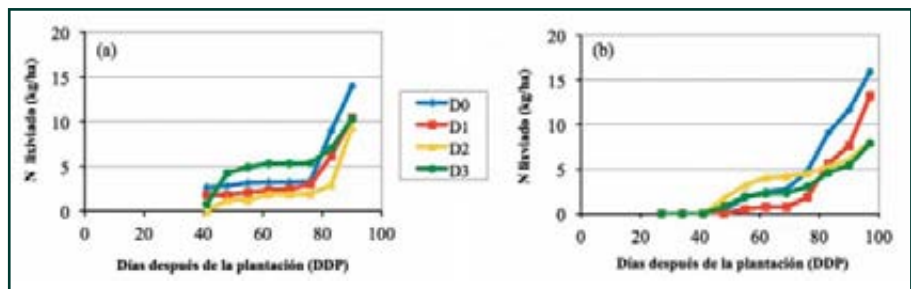 (a)
N lixiviado (kg/ha)
20
15
10
5
0
0 20 40 60 80 100
Días después de la plantación (DDP)
D0
D1
D2
D3
(b)
N lixiviado (kg/ha)
20
15
10
5
0
0 20 40 60 80 100
Días después de la plantación (DDP)